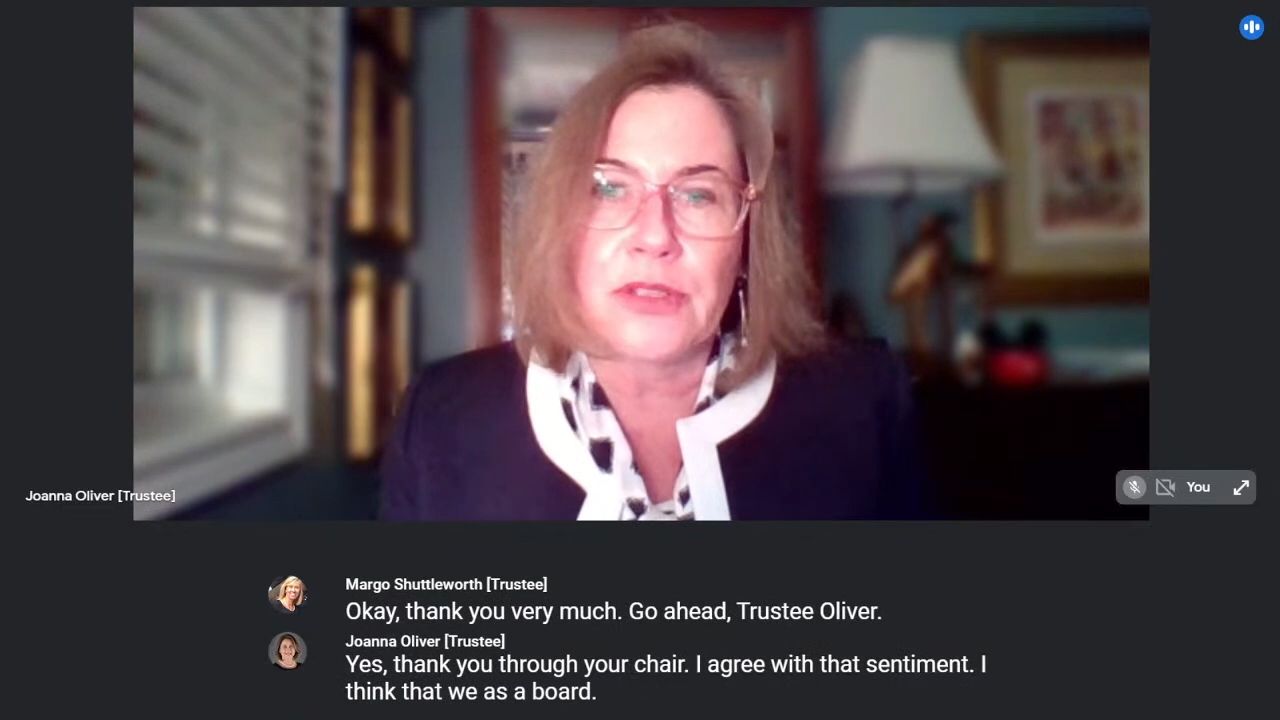 Joanna Oliver [Trustee]
You
Margo Shuttleworth [Trustee]
Okay, thank you very much. Go ahead, Trustee Oliver.
Joanna Oliver [Trustee]
Yes, thank you through your chair. I agree with that sentiment. I
think that we as a board.